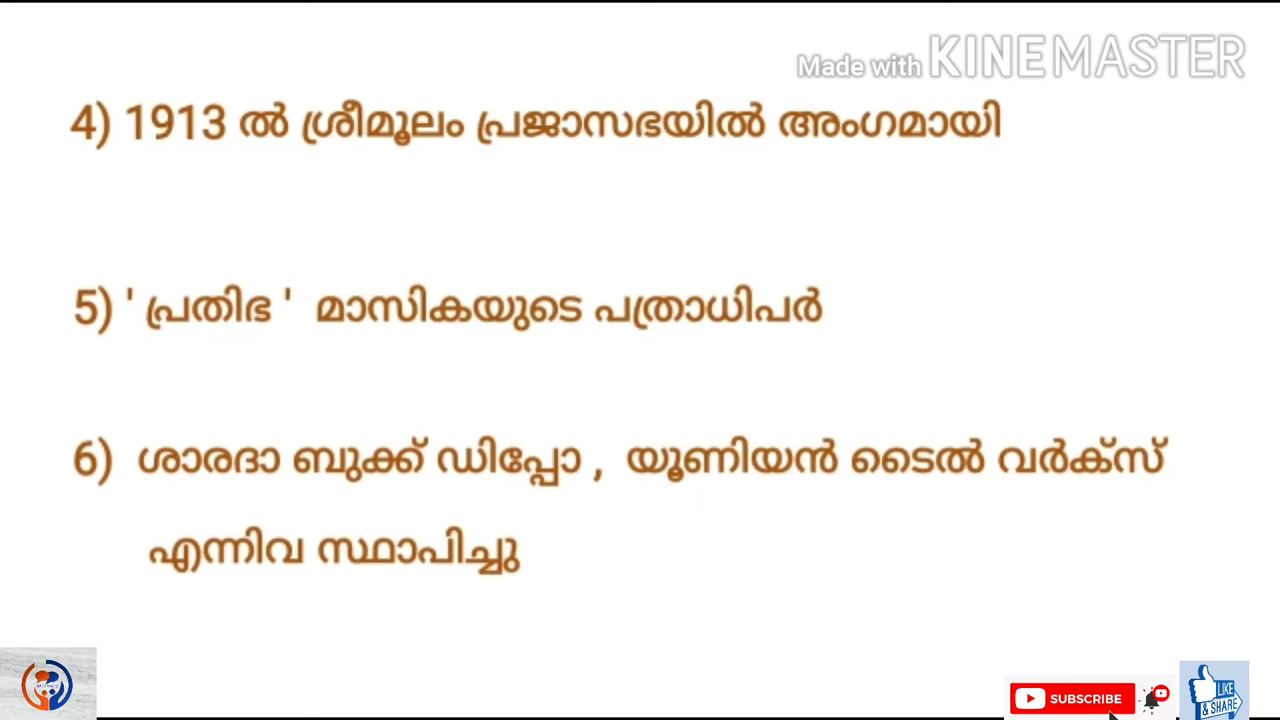 Made with KINEMASTER
4) 1913 ൽ ശ്രീമൂലം പ്രജാസഭയിൽ അംഗമായി
5) ' പ്രതിഭ ' മാസികയുടെ പത്രാധിപർ
6) ശാരദാ ബുക്ക് ഡിപ്പോ , യൂണിയൻ ടൈൽ വർക്സ്
എന്നിവ സ്ഥാപിച്ചു
SUBSCRIBE
LIKE
& SHARE